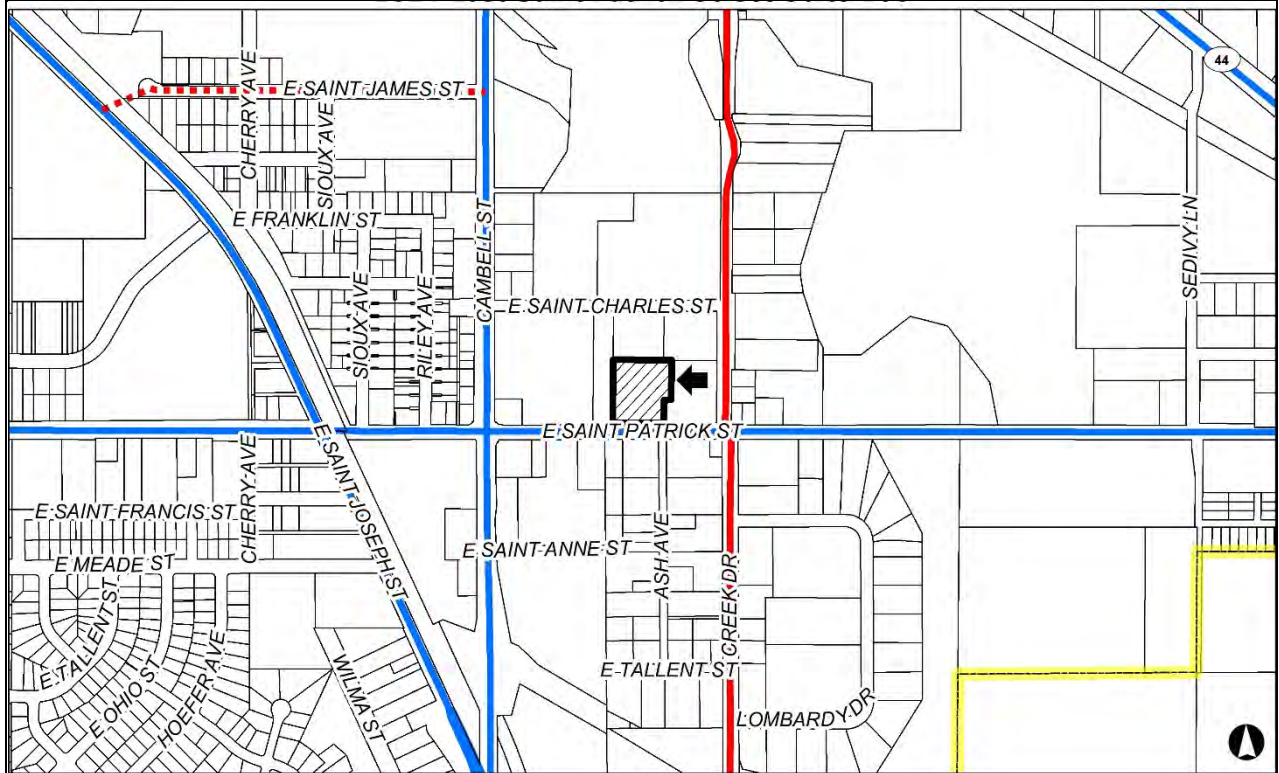 44
E SAINT JAMES ST
CHERRY AVE
SIOUX AVE
E FRANKLIN ST
CAMBELL ST
SEDIVY LN
E SAINT CHARLES ST
SIOUX AVE
RILEY AVE
E SAINT PATRICK ST
CHERRY AVE
E SAINT JOSEPH ST
E SAINT FRANCIS ST
E SAINT ANNE ST
E MEADE ST
ASH AVE
CREEK DR
E TALLENT ST
E OHIO ST
HOEFER AVE
WILMA ST
E TALLENT ST
LOMBARDY DR